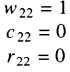 w₂₂ = 1
c₂₂ = 0
r₂₂ = 0